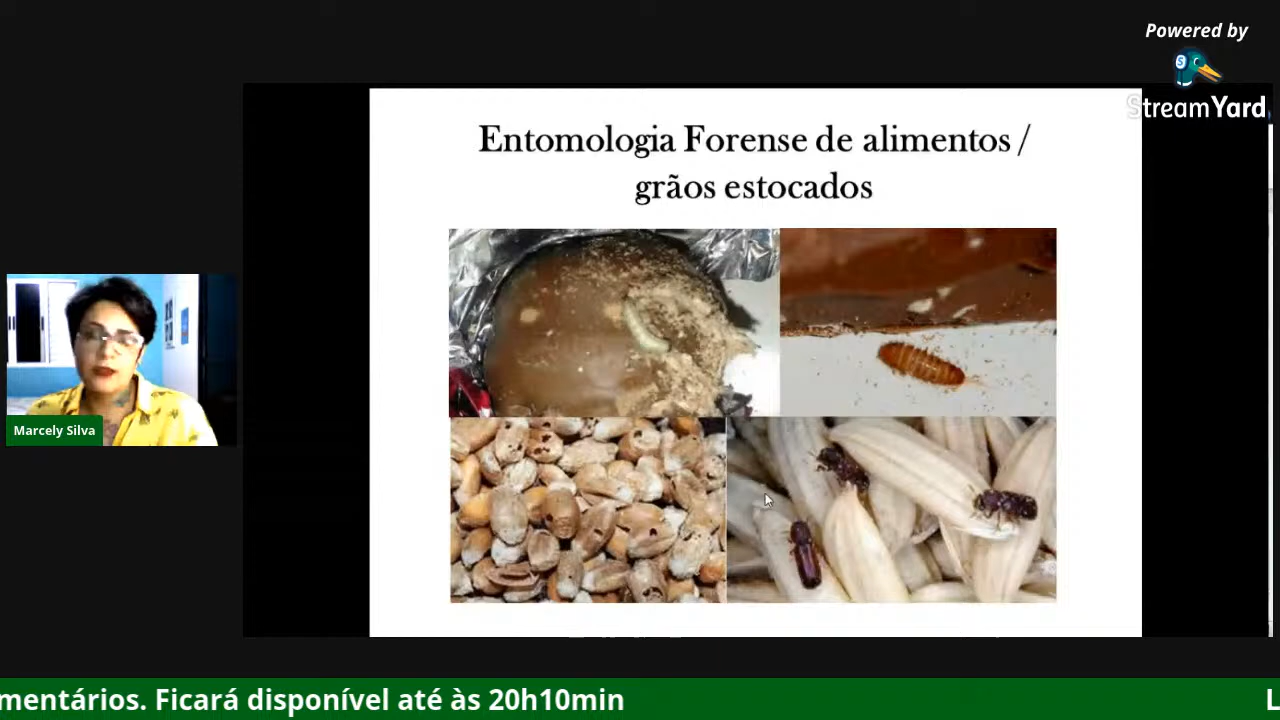 Powered by
StreamYard
Entomologia Forense de alimentos /
grãos estocados
Marcely Silva
mentários. Ficará disponível até às 20h10min
L